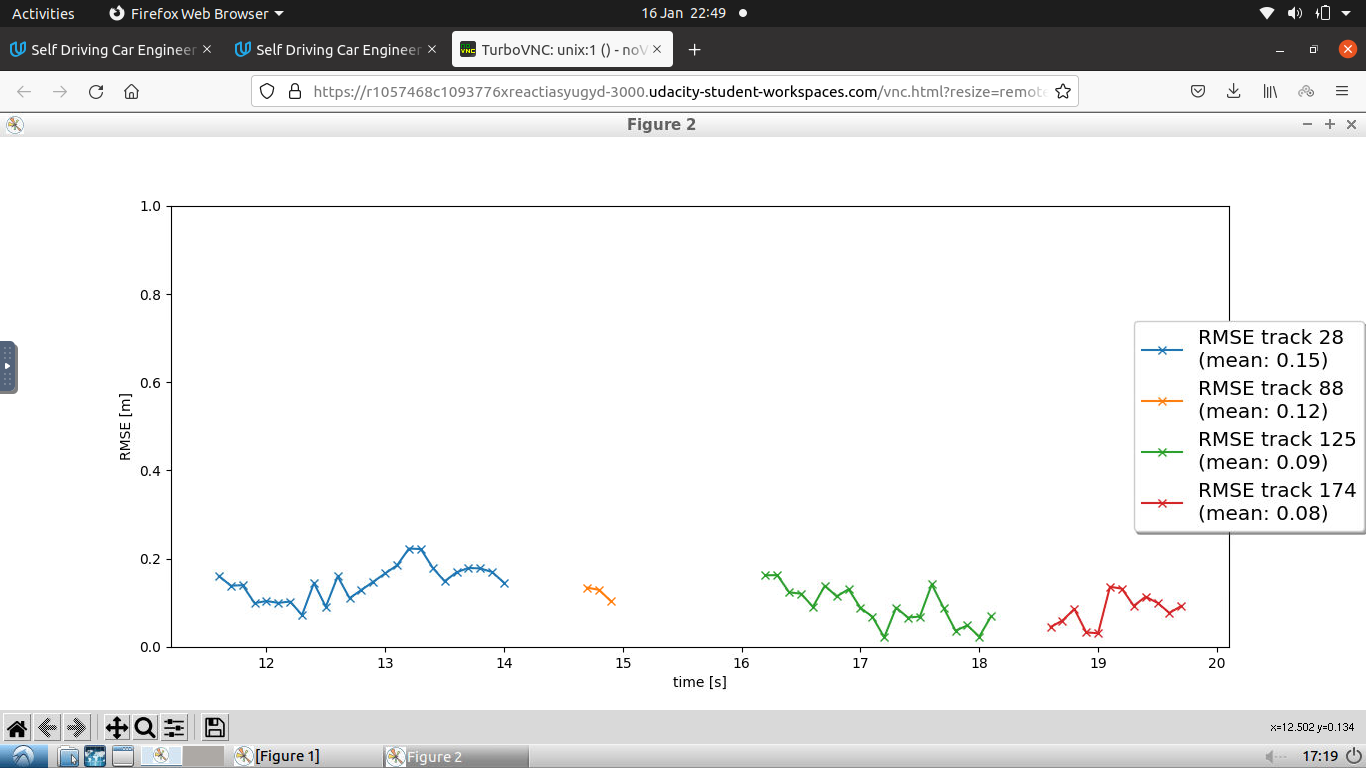 Activities Firefox Web Browser 16 Jan 22:49
Self Driving Car Engineer Self Driving Car Engineer TurboVNC: unix:1 () - noV
https://r1057468c1093776xreactiasyugyd-3000.udacity-student-workspaces.com/vnc.html?resize=remote
Figure 2
1.0
0.8
0.6
0.4
0.2
0.0
RMSE [m]
RMSE track 28
(mean: 0.15)
RMSE track 88
(mean: 0.12)
RMSE track 125
(mean: 0.09)
RMSE track 174
(mean: 0.08)
12 13 14 15 16 17 18 19 20
time [s]
x=12.502 y=0.134
[Figure 1] Figure 2 17:19